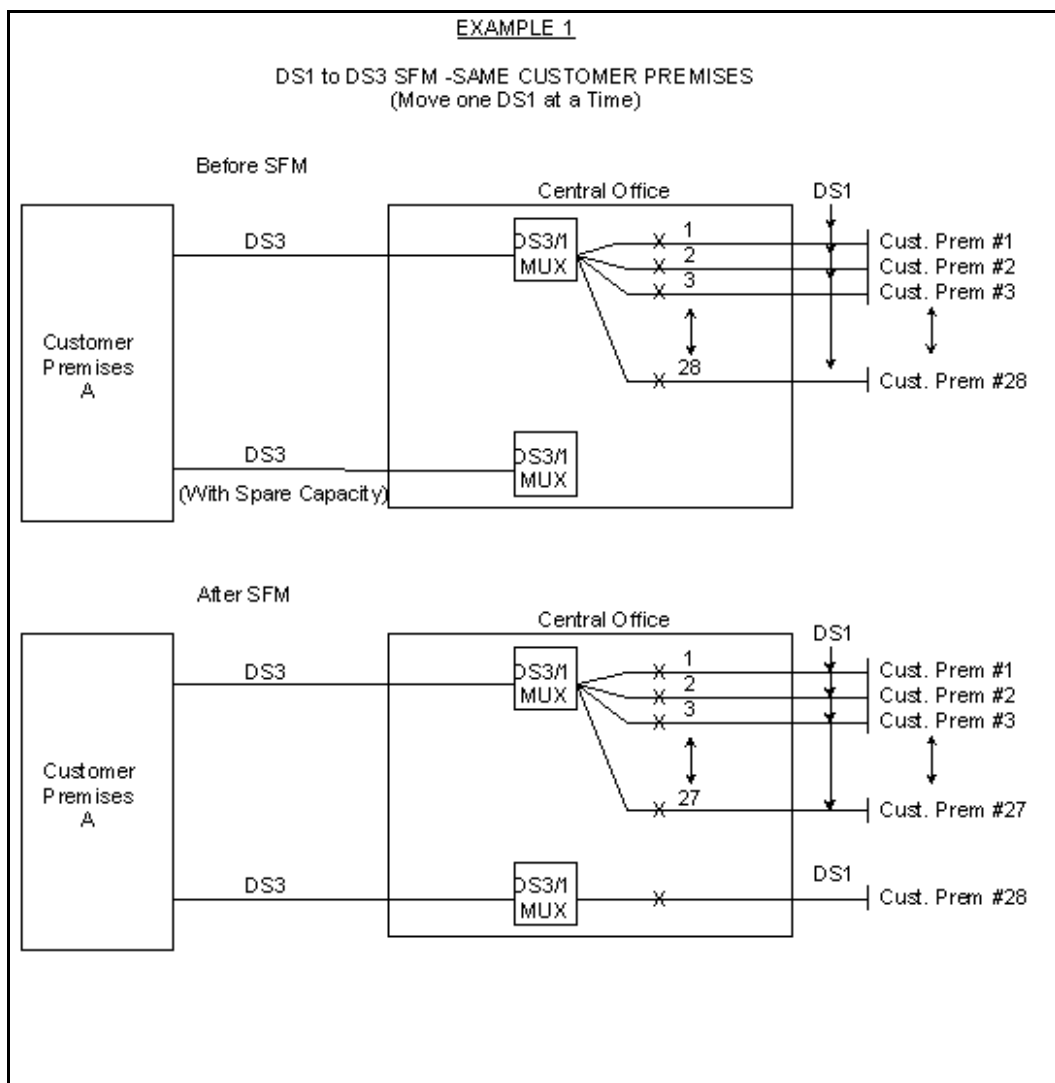 EXAMPLE 1
DS1 to DS3 SFM -SAME CUSTOMER PREMISES
(Move one DS1 at a Time)
Before SFM
Central Office
DS1
DS3
DS3/1
MUX
1
2
3
28
Cust. Prem #1
Cust. Prem #2
Cust. Prem #3
Cust. Prem #28
Customer
Premises
A
DS3
(With Spare Capacity)
DS3/1
MUX
After SFM
Central Office
DS1
DS3
DS3/1
MUX
1
2
3
27
Cust. Prem #1
Cust. Prem #2
Cust. Prem #3
Cust. Prem #27
Customer
Premises
A
DS3
DS3/1
MUX
DS1
Cust. Prem #28